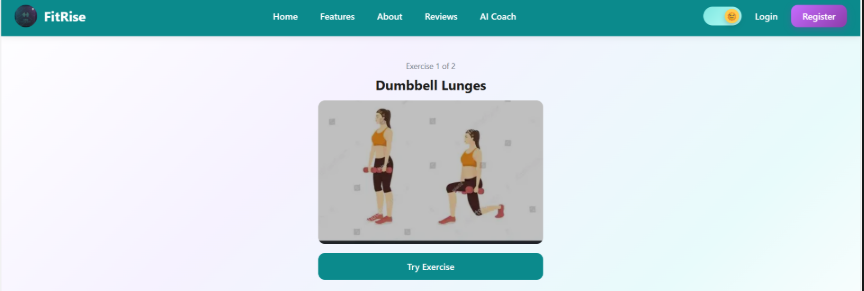 FitRise
Home Features About Reviews AI Coach
Login
Register
Exercise 1 of 2
Dumbbell Lunges
Try Exercise